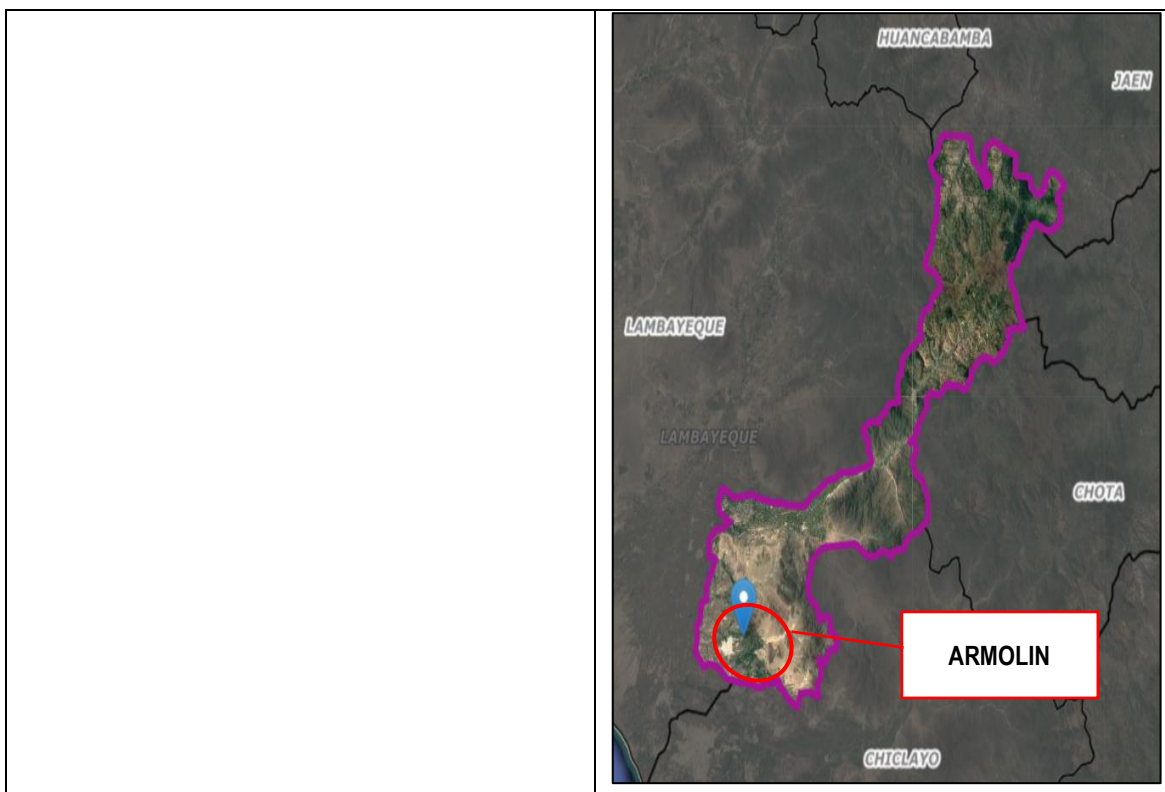 HUANCABAMBA
JAEN
LAMBAYEQUE
LAMBAYEQUE
CHOTA
ARMOLIN
CHICLAYO